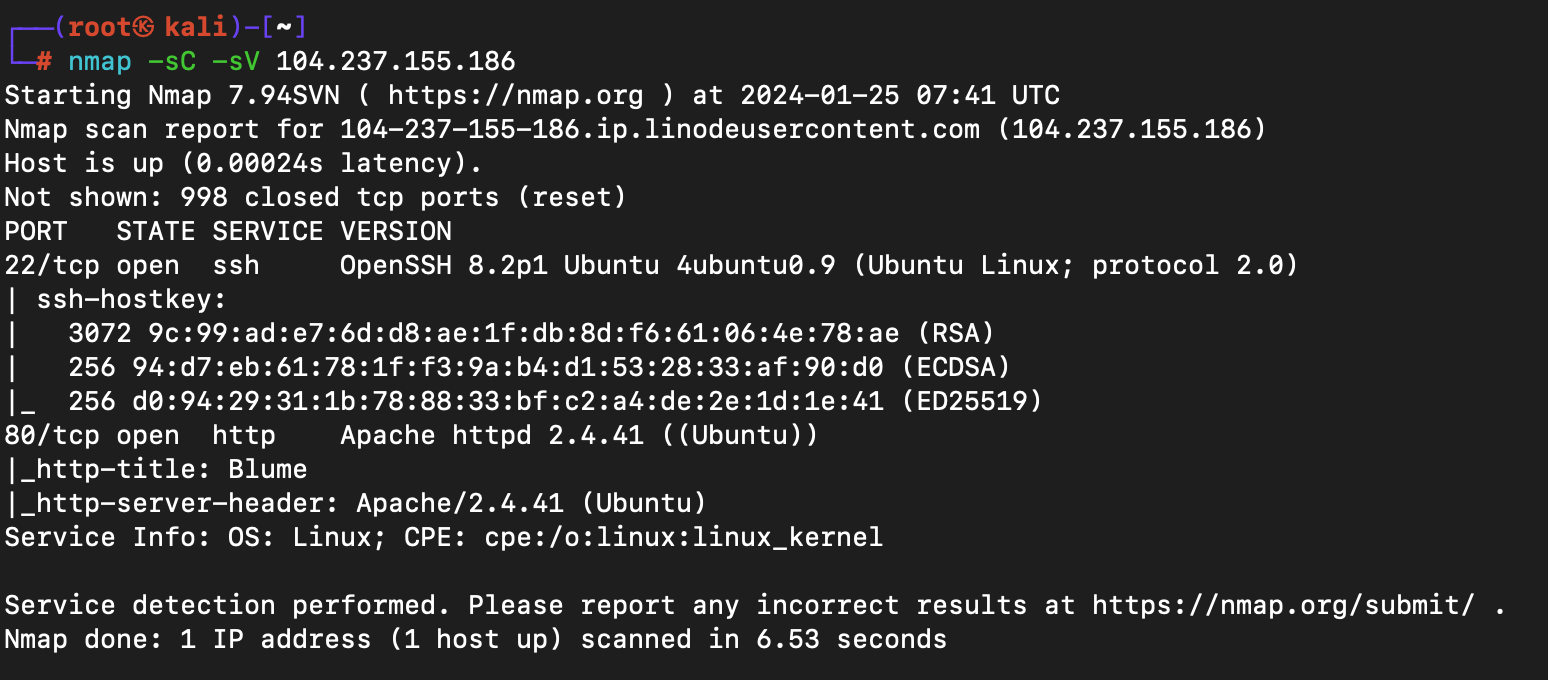 ┌──(root㉿kali)-[~]
└─# nmap -sC -sV 104.237.155.186
Starting Nmap 7.94SVN ( https://nmap.org ) at 2024-01-25 07:41 UTC
Nmap scan report for 104-237-155-186.ip.linodeusercontent.com (104.237.155.186)
Host is up (0.00024s latency).
Not shown: 998 closed tcp ports (reset)
PORT   STATE SERVICE VERSION
22/tcp open  ssh     OpenSSH 8.2p1 Ubuntu 4ubuntu0.9 (Ubuntu Linux; protocol 2.0)
| ssh-hostkey:
|   3072 9c:99:ad:e7:6d:d8:ae:1f:db:8d:f6:61:06:4e:78:ae (RSA)
|   256 94:d7:eb:61:78:1f:f3:9a:b4:d1:53:28:33:af:90:d0 (ECDSA)
|_  256 d0:94:29:31:1b:78:88:33:bf:c2:a4:de:2e:1d:1e:41 (ED25519)
80/tcp open  http    Apache httpd 2.4.41 ((Ubuntu))
|_http-title: Blume
|_http-server-header: Apache/2.4.41 (Ubuntu)
Service Info: OS: Linux; CPE: cpe:/o:linux:linux_kernel

Service detection performed. Please report any incorrect results at https://nmap.org/submit/ .
Nmap done: 1 IP address (1 host up) scanned in 6.53 seconds